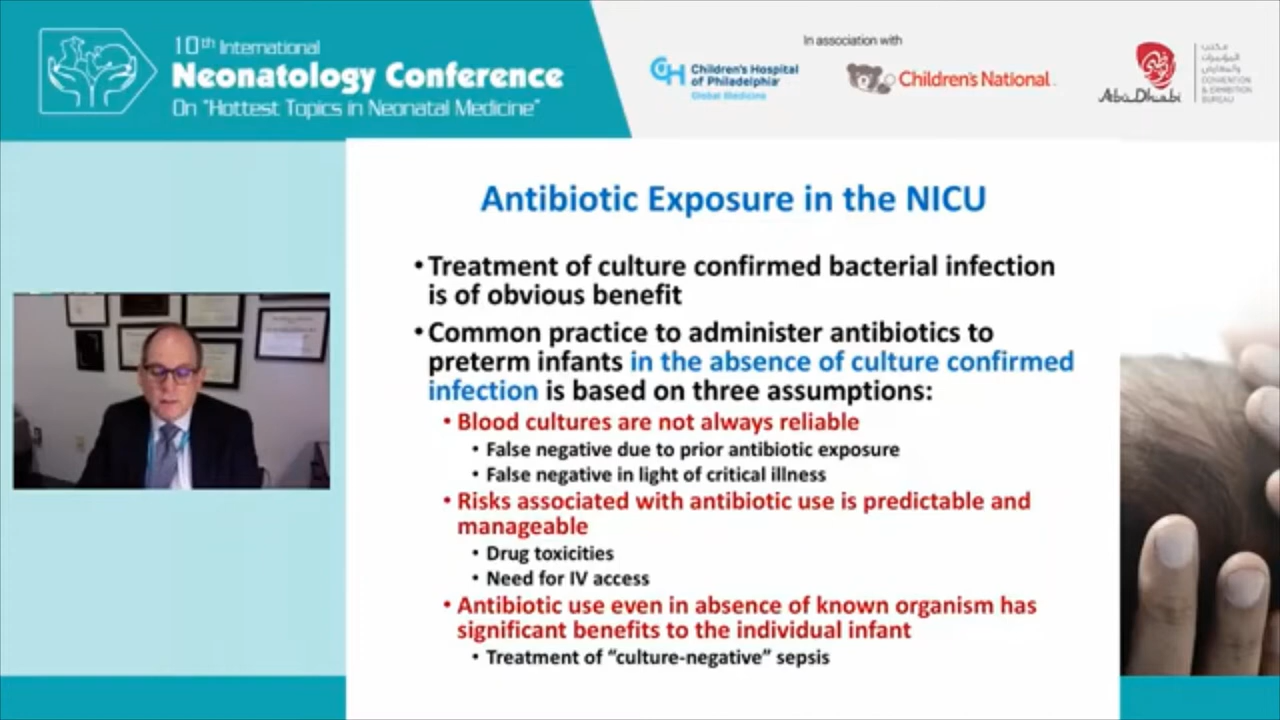 10th International
Neonatology Conference
On "Hottest Topics in Neonatal Medicine"
In association with
CH
Children's Hospital
of Philadelphia
Global Medicine
Children's National
Abu Dhabi
مكتب
المؤتمرات
والمعارض
CONVENTION
& EXHIBITION
BUREAU
Antibiotic Exposure in the NICU
•Treatment of culture confirmed bacterial infection
is of obvious benefit
•Common practice to administer antibiotics to
preterm infants in the absence of culture confirmed
infection is based on three assumptions:
• Blood cultures are not always reliable
• False negative due to prior antibiotic exposure
• False negative in light of critical illness
• Risks associated with antibiotic use is predictable and
manageable
• Drug toxicities
• Need for IV access
• Antibiotic use even in absence of known organism has
significant benefits to the individual infant
• Treatment of "culture-negative" sepsis